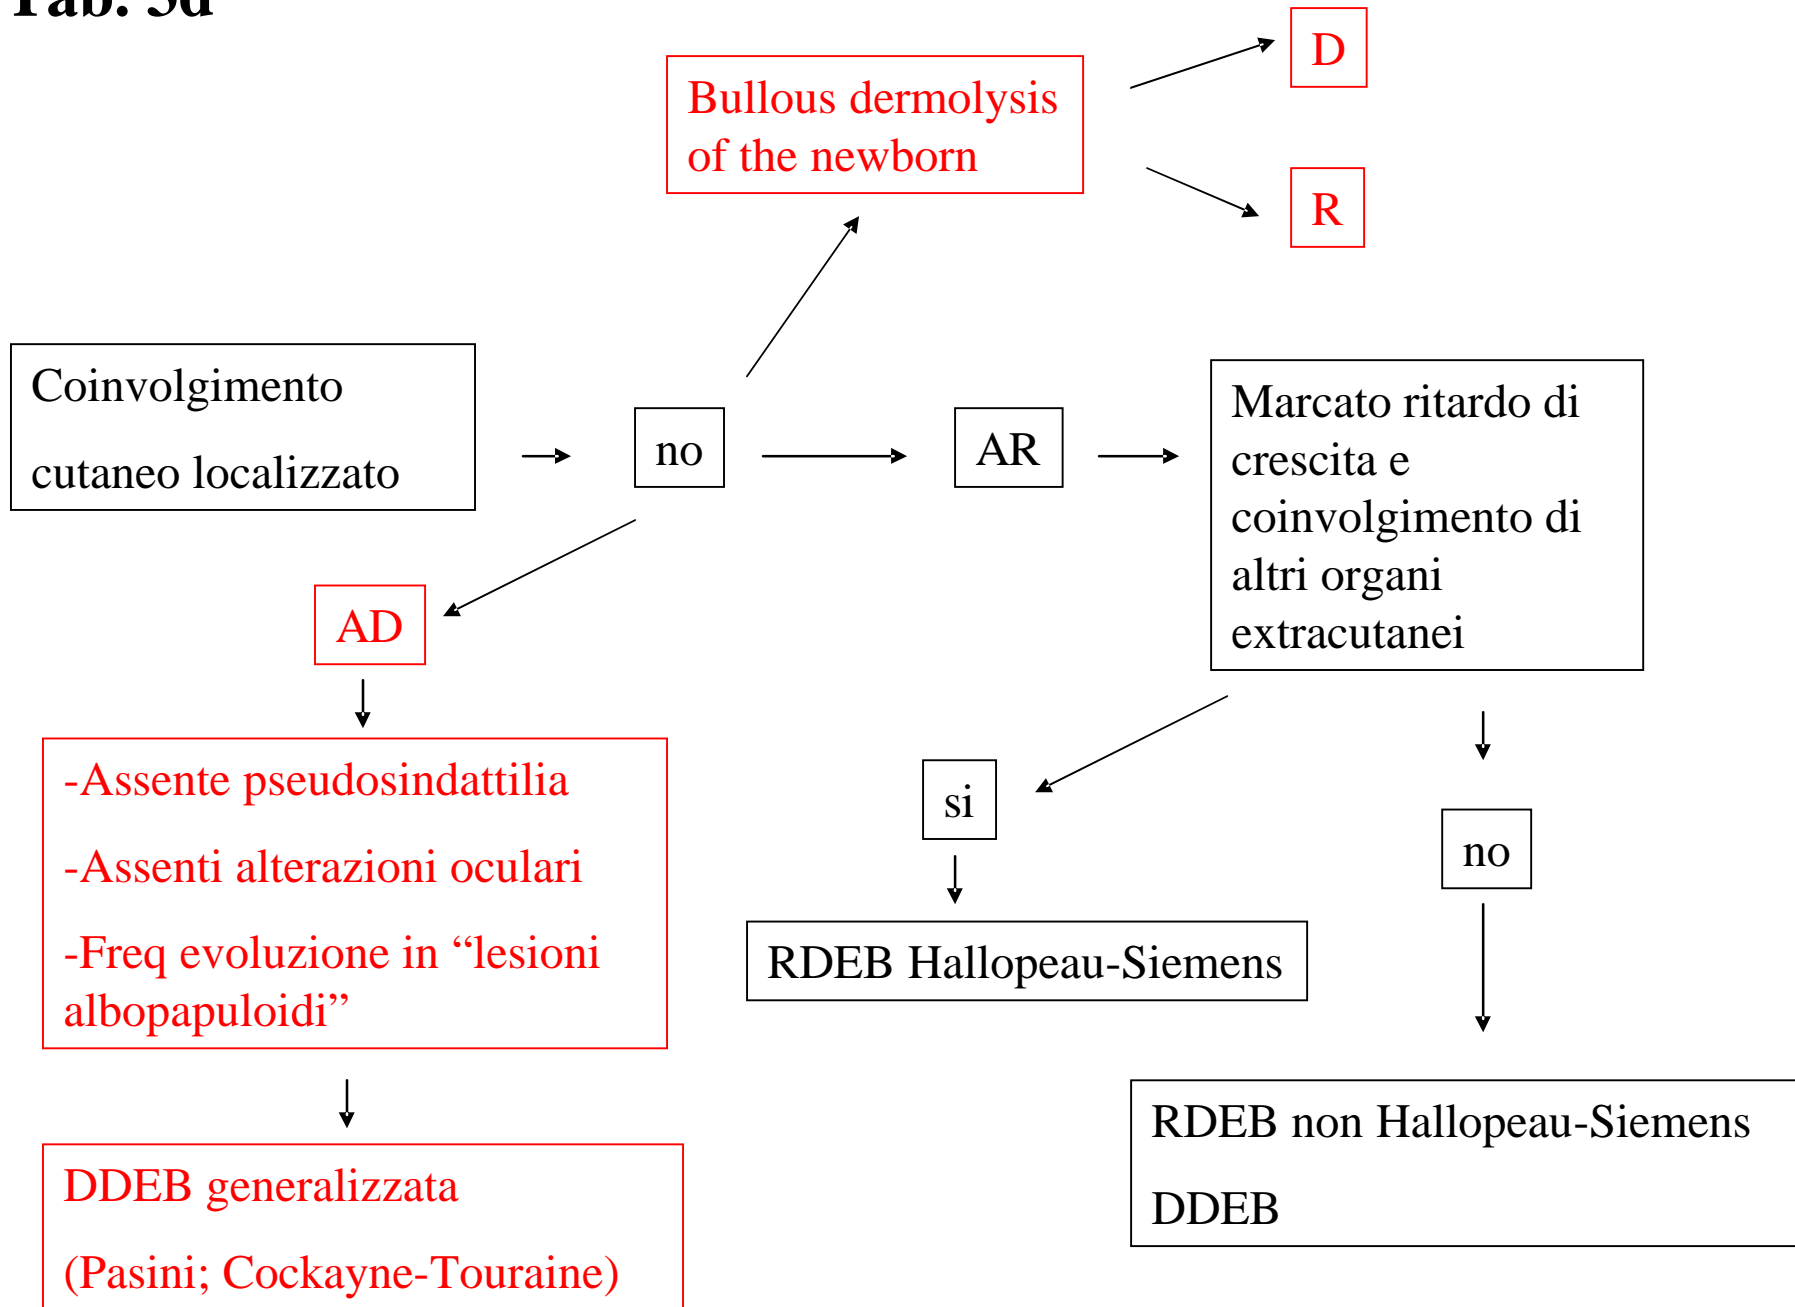 Tab. 3d
D
Bullous dermolysis
of the newborn
R
Coinvolgimento
cutaneo localizzato
no
AR
Marcato ritardo di
crescita e
coinvolgimento di
altri organi
extracutanei
AD
-Assente pseudosindattilia
-Assenti alterazioni oculari
-Freq evoluzione in “lesioni
albopapuloidi”
si
no
RDEB Hallopeau-Siemens
DDEB generalizzata
(Pasini; Cockayne-Touraine)
RDEB non Hallopeau-Siemens
DDEB